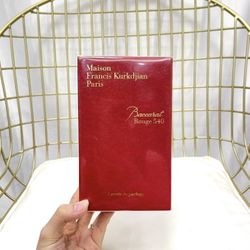 Maison
Francis Kurkdjian
Paris
Baccarat
Rouge 540
Extrait de parfum